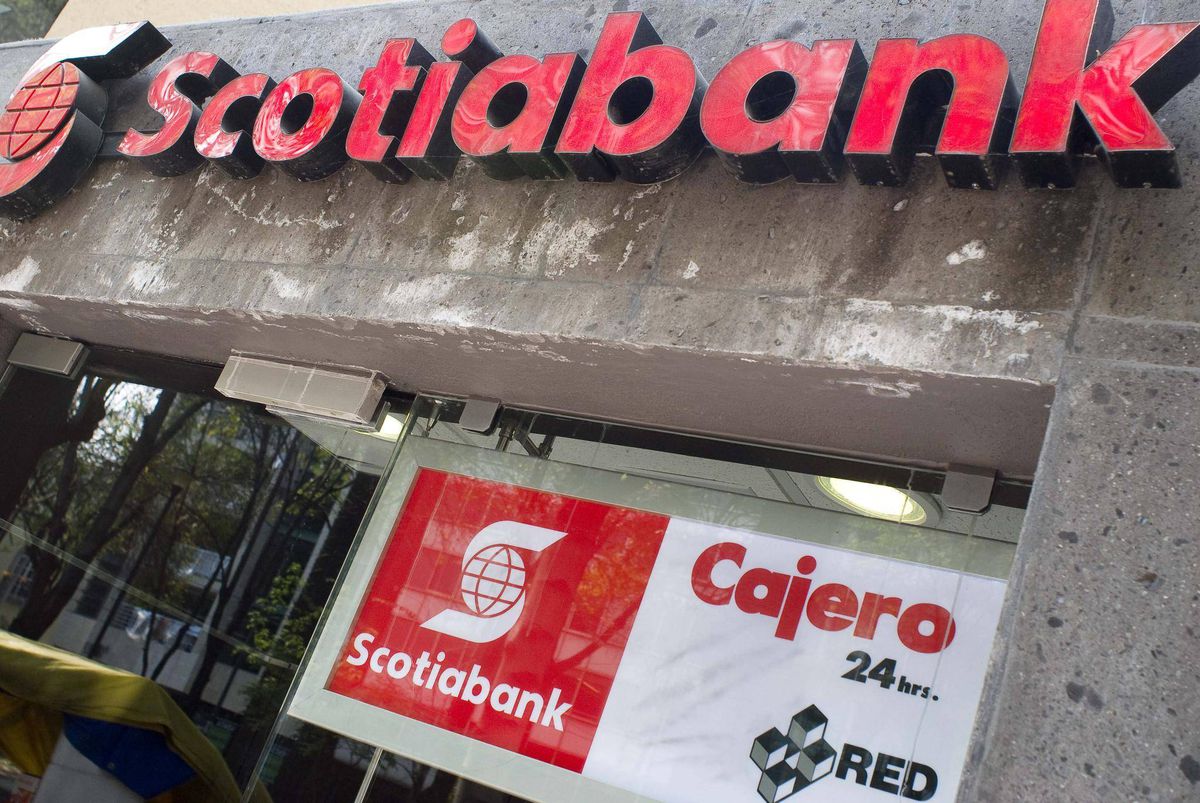 Scotiabank
Scotiabank
Cajero
24 hrs.
RED